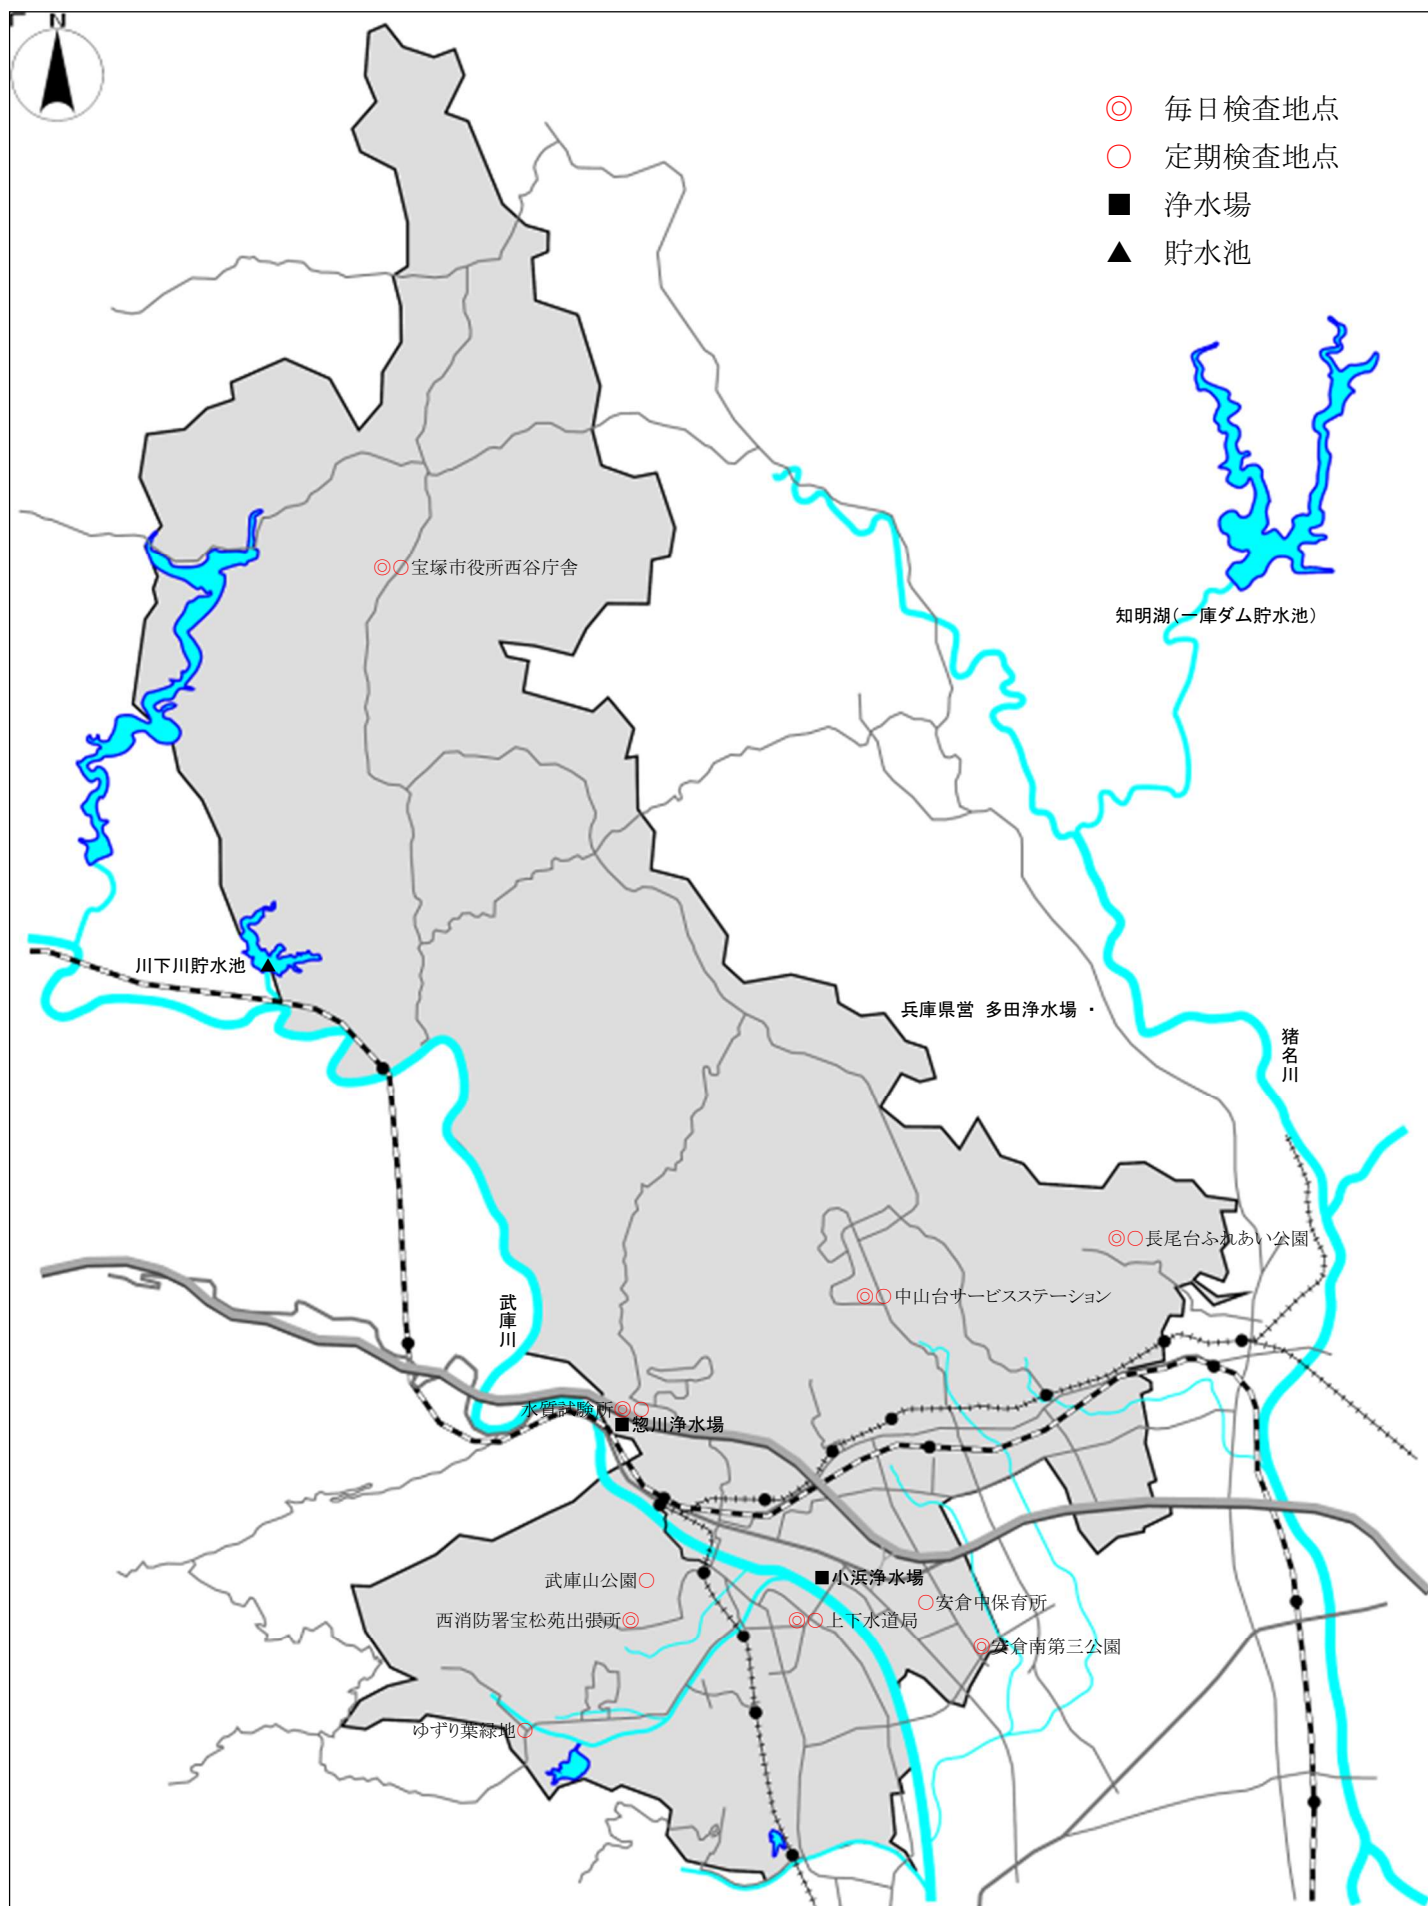 N
◎ 毎日検査地点
○ 定期検査地点
■ 浄水場
▲ 貯水池
◎○宝塚市役所西谷庁舎
知明湖(一庫ダム貯水池)
川下川貯水池 ▲
兵庫県営 多田浄水場 ・
猪名川
◎○長尾台ふれあい公園
◎○中山台サービスステーション
武庫川
水質試験所◎○
■惣川浄水場
武庫山公園○
■小浜浄水場
○安倉中保育所
西消防署宝松苑出張所◎
◎○上下水道局
◎安倉南第三公園
ゆずり葉緑地○